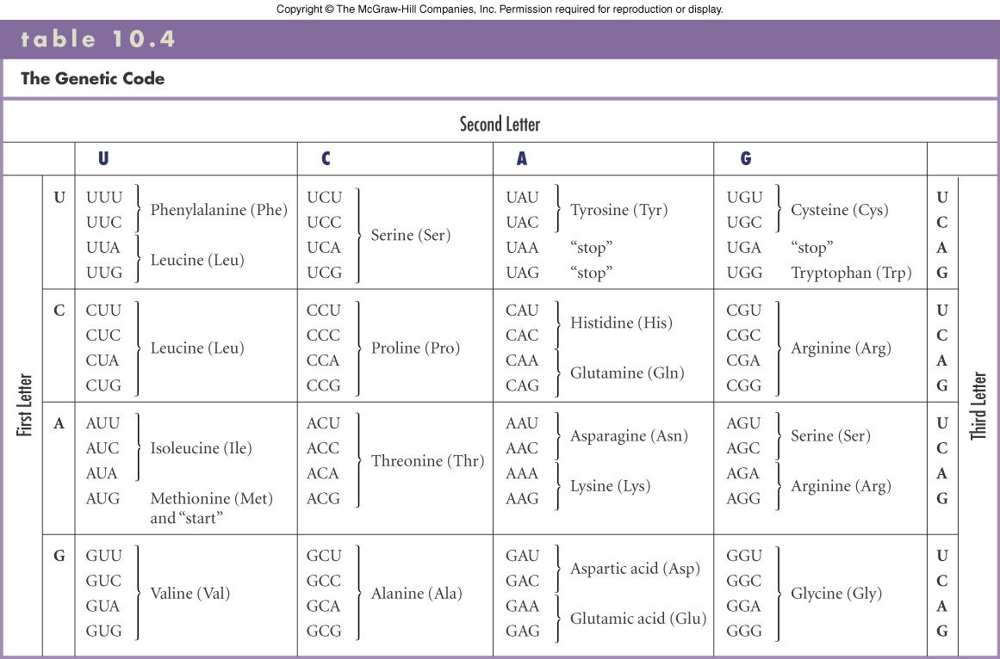 Copyright © The McGraw-Hill Companies, Inc. Permission required for reproduction or display.
table 10.4
The Genetic Code
Second Letter
U C A G
First Letter
Third Letter
U UUU Phenylalanine (Phe) UCU Serine (Ser) UAU Tyrosine (Tyr) UGU Cysteine (Cys) U
UUC UCC UAC UGC C
UUA Leucine (Leu) UCA UAA “stop” UGA “stop” A
UUG UCG UAG “stop” UGG Tryptophan (Trp) G
C CUU Leucine (Leu) CCU Proline (Pro) CAU Histidine (His) CGU Arginine (Arg) U
CUC CCC CAC CGC C
CUA CCA CAA Glutamine (Gln) CGA A
CUG CCG CAG CGG G
A AUU Isoleucine (Ile) ACU Threonine (Thr) AAU Asparagine (Asn) AGU Serine (Ser) U
AUC ACC AAC AGC C
AUA ACA AAA Lysine (Lys) AGA Arginine (Arg) A
AUG Methionine (Met) ACG AAG AGG G
and “start”
G GUU Valine (Val) GCU Alanine (Ala) GAU Aspartic acid (Asp) GGU Glycine (Gly) U
GUC GCC GAC GGC C
GUA GCA GAA Glutamic acid (Glu) GGA A
GUG GCG GAG GGG G